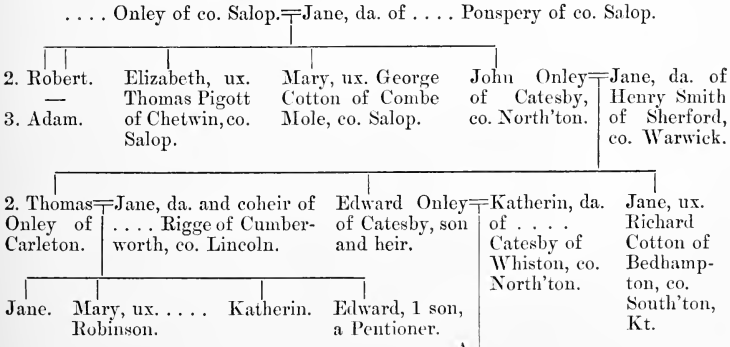 . . . . Onley of co. Salop.=Jane, da. of . . . . Ponspery of co. Salop.
2. Robert.
—
3. Adam.
Elizabeth, ux.
Thomas Pigott
of Chetwin, co.
Salop.
Mary, ux. George
Cotton of Combe
Mole, co. Salop.
John Onley=Jane, da. of
of Catesby,
co. North'ton.
Henry Smith
of Sherford,
co. Warwick.
2. Thomas=Jane, da. and coheir of
Onley of
Carleton.
. . . . Rigge of Cumber-
worth, co. Lincoln.
Edward Onley=Katherin, da.
of Catesby, son
and heir.
of . . . .
Catesby of
Whiston, co.
North'ton.
Jane, ux.
Richard
Cotton of
Bedhamp-
ton, co.
South'ton,
Kt.
Jane.
Mary, ux. . . . .
Robinson.
Katherin.
Edward, 1 son,
a Pentioner.